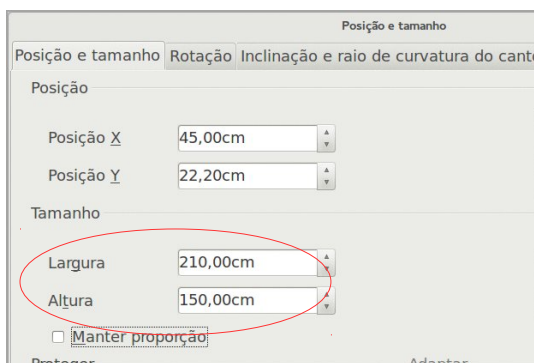 Posição e tamanho
Posição e tamanho Rotação Inclinação e raio de curvatura do canto
Posição
Posição X 45,00cm
Posição Y 22,20cm
Tamanho
Largura 210,00cm
Altura 150,00cm
Manter proporção
Proteger Adaptar